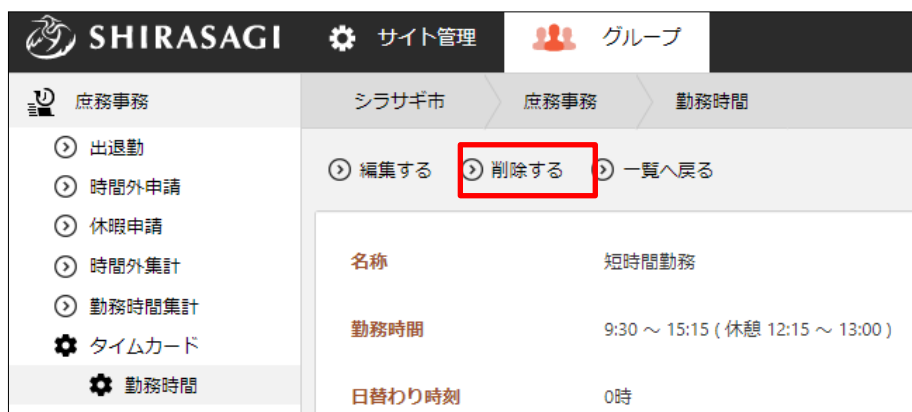 SHIRASAGI サイト管理 グループ
庶務事務
シラサギ市 庶務事務 勤務時間
出退勤
時間外申請
休暇申請
時間外集計
勤務時間集計
タイムカード
勤務時間
編集する 削除する 一覧へ戻る
名称 短時間勤務
勤務時間 9:30 ～ 15:15 ( 休憩 12:15 ～ 13:00 )
日替わり時刻 0時